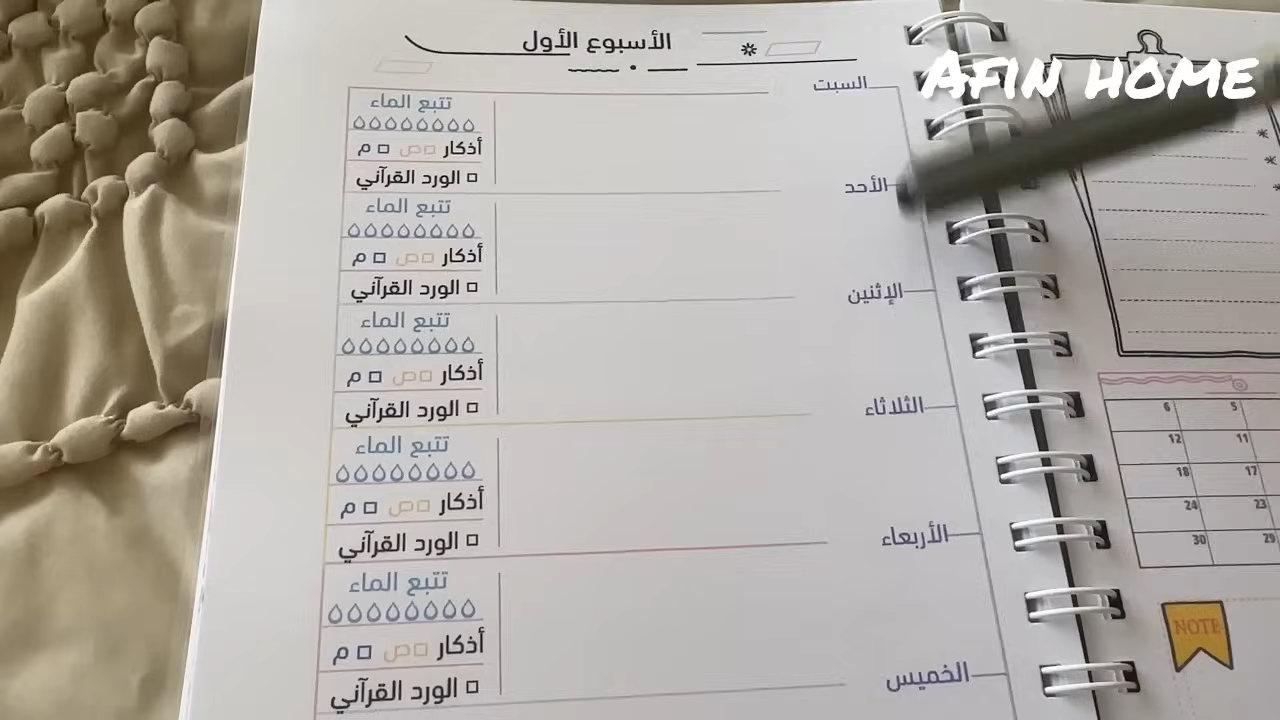 الأسبوع الأول
AFIN HOME
السبت
تتبع الماء
أذكار ص م
الورد القرآني
الأحد
تتبع الماء
أذكار ص م
الورد القرآني
الإثنين
تتبع الماء
أذكار ص م
الورد القرآني
الثلاثاء
تتبع الماء
أذكار ص م
الورد القرآني
الأربعاء
تتبع الماء
أذكار ص م
الورد القرآني
الخميس
5 6
11 12
17 18
23 24
29 30
NOTE